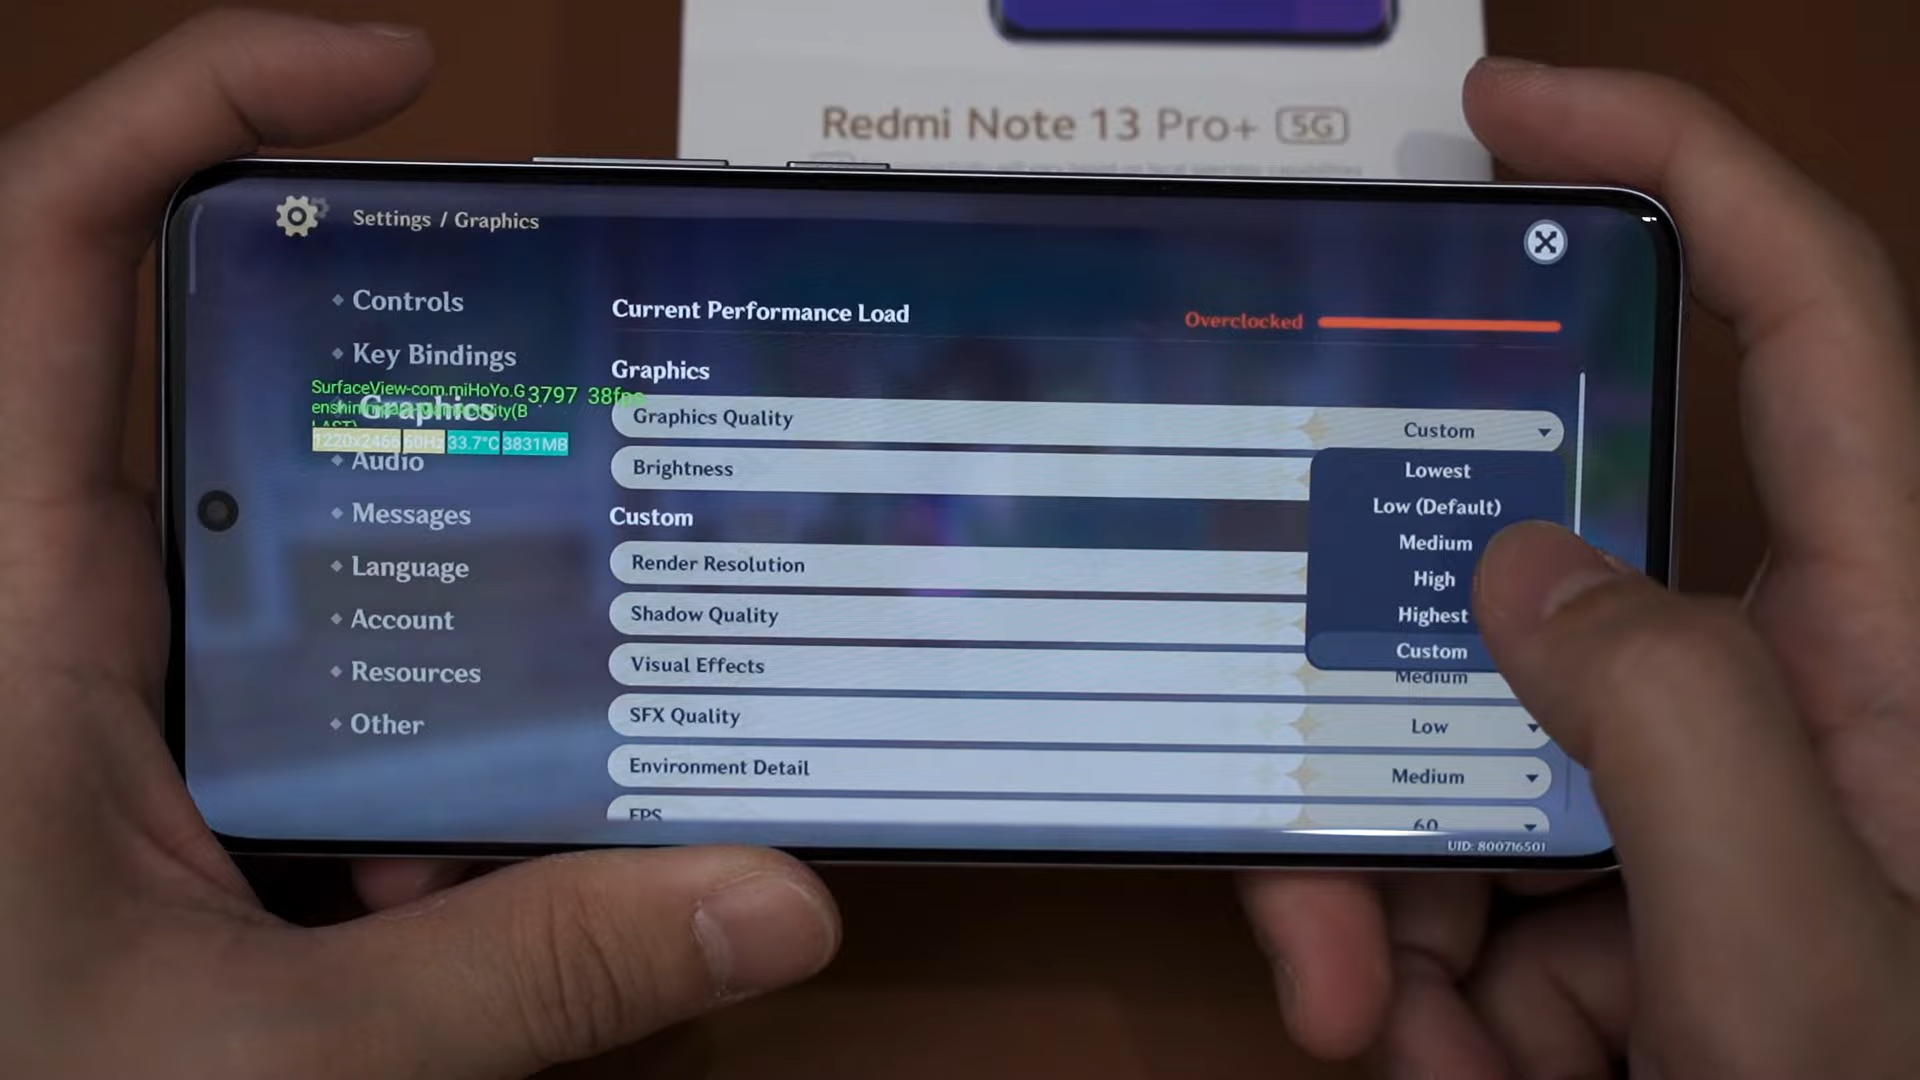 Redmi Note 13 Pro+ 5G
Settings / Graphics
Controls
Key Bindings
Graphics
Audio
Messages
Language
Account
Resources
Other
SurfaceView-com.miHoYo.G 3797 38fps
1220x2466 60Hz 33.7°C 3831MB
Current Performance Load
Overclocked
Graphics
Graphics Quality
Custom
Brightness
Lowest
Low (Default)
Medium
High
Highest
Custom
Custom
Render Resolution
Shadow Quality
Visual Effects
Medium
SFX Quality
Low
Environment Detail
Medium
FPS
60
UID: 800716501